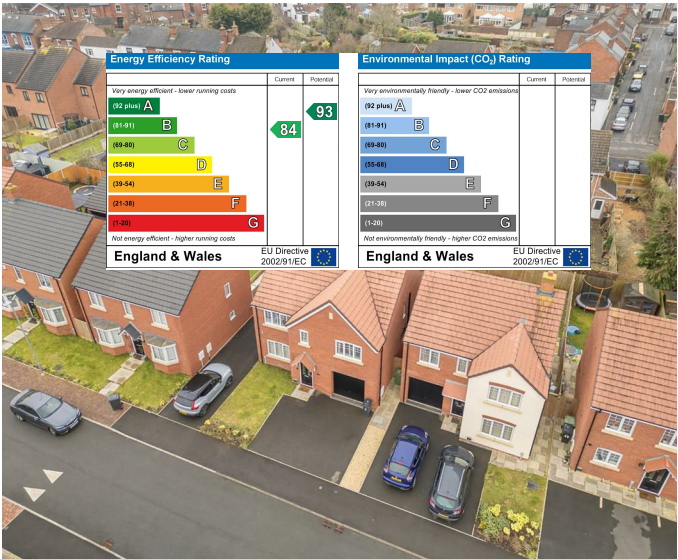 Energy Efficiency Rating
Current Potential
Very energy efficient - lower running costs
(92 plus) A
(81-91) B
(69-80) C
(55-68) D
(39-54) E
(21-38) F
(1-20) G
84
93
Not energy efficient - higher running costs
England & Wales
EU Directive
2002/91/EC
Environmental Impact (CO₂) Rating
Current Potential
Very environmentally friendly - lower CO2 emissions
(92 plus) A
(81-91) B
(69-80) C
(55-68) D
(39-54) E
(21-38) F
(1-20) G
Not environmentally friendly - higher CO2 emissions
England & Wales
EU Directive
2002/91/EC